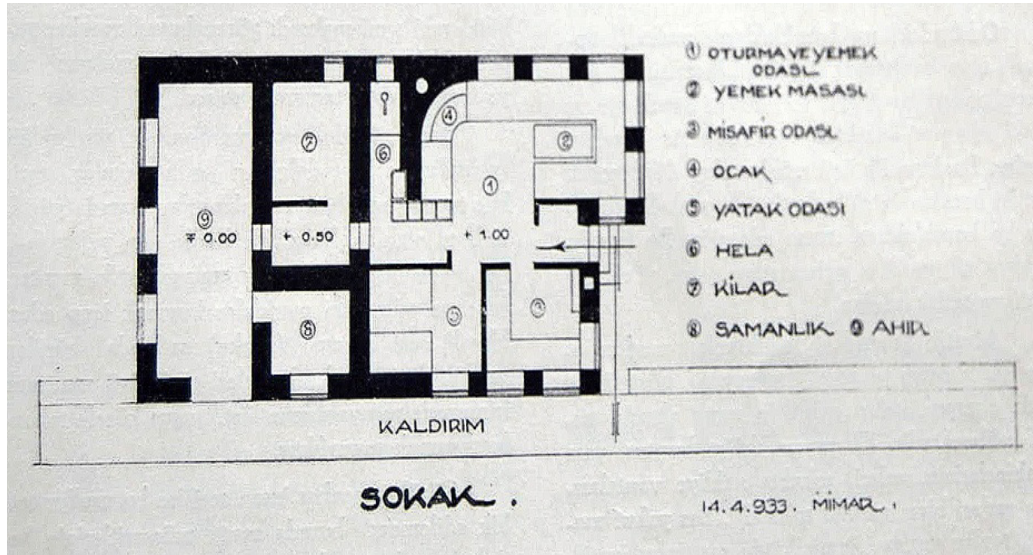 ① OTURMA VE YEMEK
ODASI
② YEMEK MASASI
③ MİSAFİR ODASI
④ OCAK
⑤ YATAK ODASI
⑥ HELA
⑦ KİLAR
⑧ SAMANLIK ⑨ AHIR
④
⑦
②
⑥
①
⑨
∓ 0.00
+ 0.50
+ 1.00
⑧
⑤
③
KALDIRIM
SOKAK.
14.4.933. MİMAR.